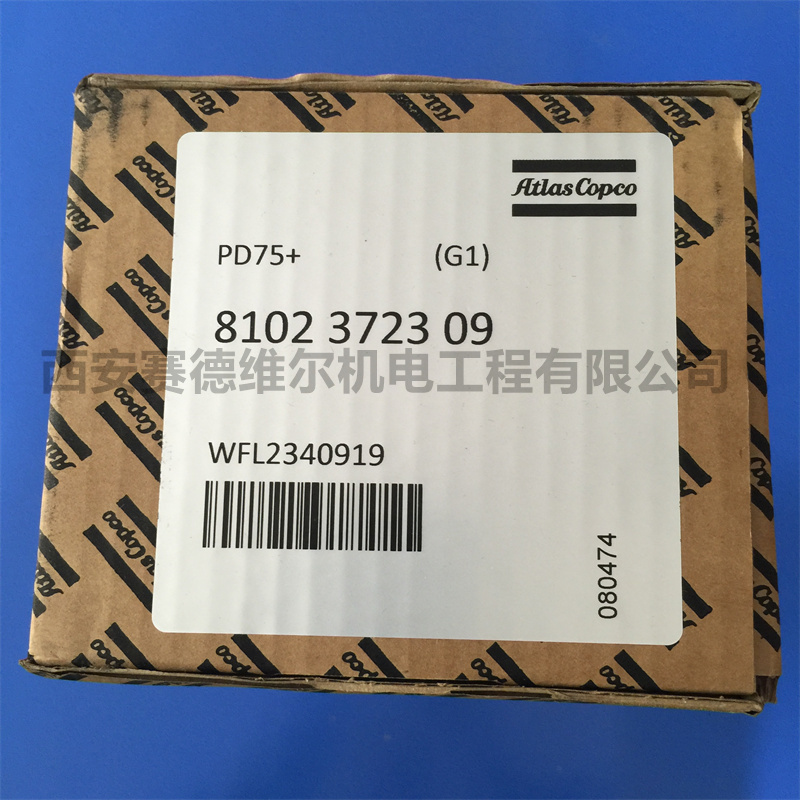 Atlas Copco
PD75+ (G1)
8102 3723 09
西安赛德维尔机电工程有限公司
WFL2340919
080474